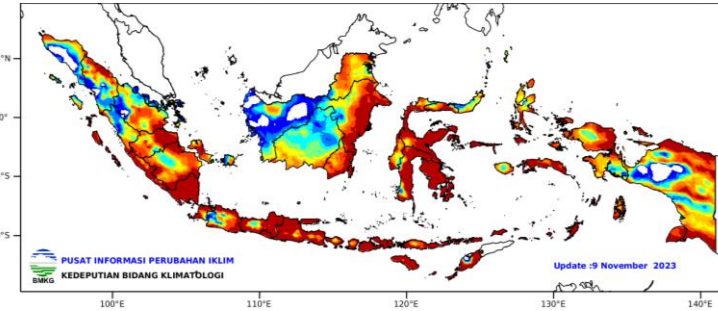 °N
0°
°S
°S
PUSAT INFORMASI PERUBAHAN IKLIM
KEDEPUTIAN BIDANG KLIMATOLOGI
BMKG
Update :9 November 2023
100°E
110°E
120°E
130°E
140°E